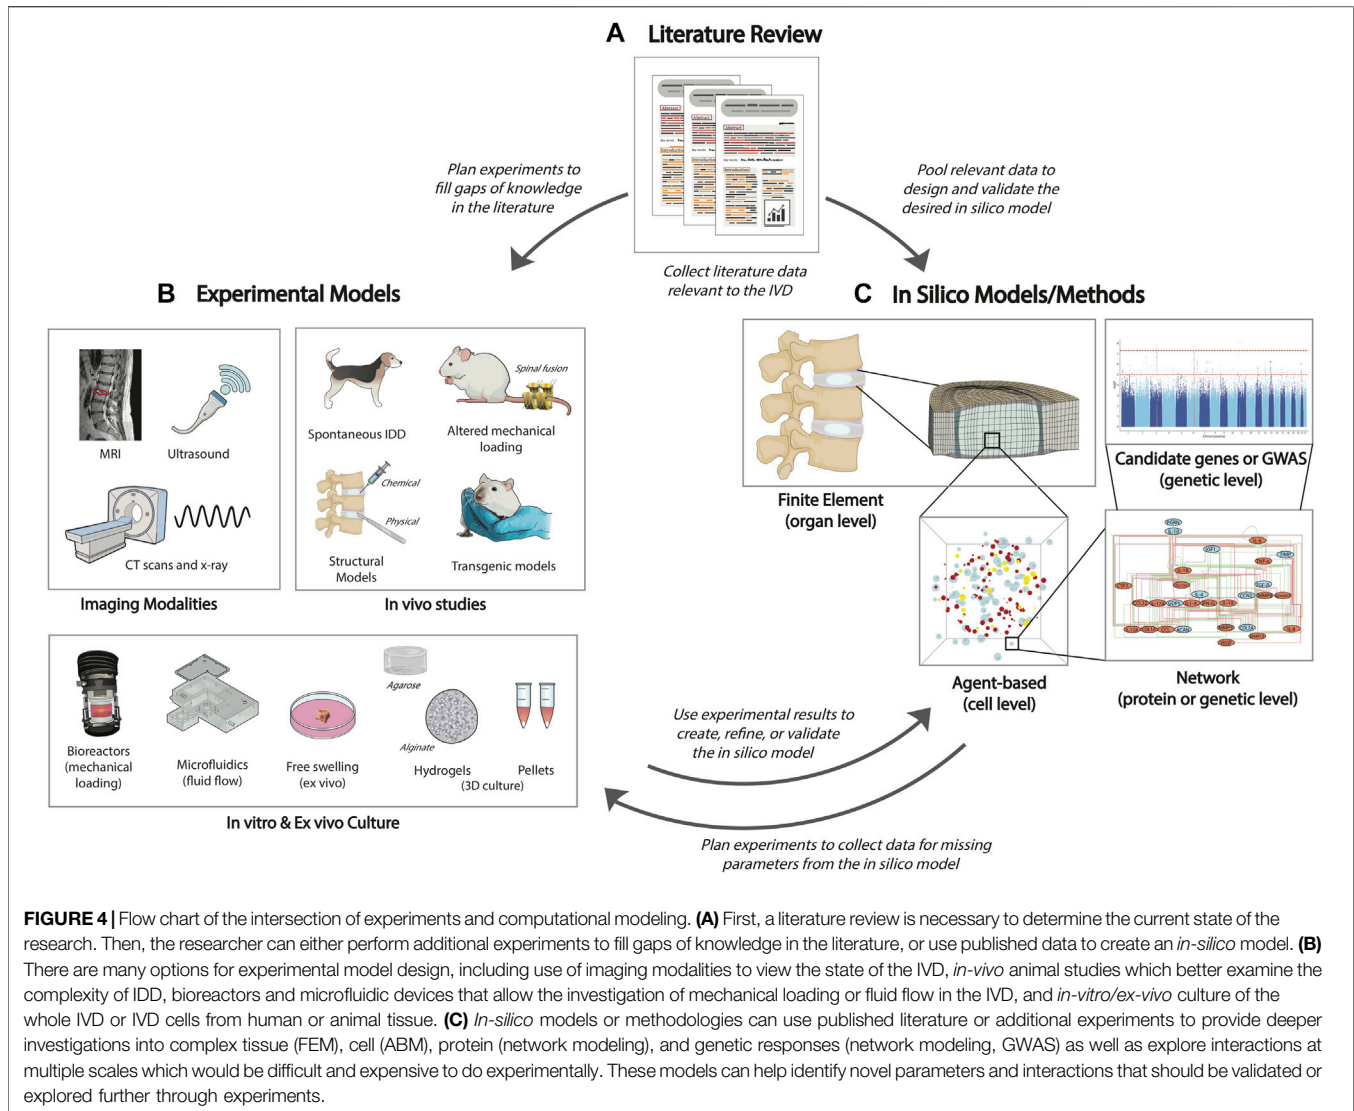 A Literature Review
Abstract
Introduction
Plan experiments to
fill gaps of knowledge
in the literature
Pool relevant data to
design and validate the
desired in silico model
Collect literature data
relevant to the IVD
B Experimental Models
MRI
Ultrasound
CT scans and x-ray
Imaging Modalities
Spontaneous IDD
Spinal fusion
Altered mechanical
loading
Chemical
Physical
Structural
Models
Transgenic models
In vivo studies
Bioreactors
(mechanical
loading)
Microfluidics
(fluid flow)
Free swelling
(ex vivo)
Agarose
Alginate
Hydrogels
Pellets
(3D culture)
In vitro & Ex vivo Culture
C In Silico Models/Methods
Finite Element
(organ level)
Chromosome
Candidate genes or GWAS
(genetic level)
Agent-based
(cell level)
IGF1
TIMP
IL-4
GDF5
ACAN
Network
(protein or genetic level)
Use experimental results to
create, refine, or validate
the in silico model
Plan experiments to collect data for missing
parameters from the in silico model
FIGURE 4 | Flow chart of the intersection of experiments and computational modeling. (A) First, a literature review is necessary to determine the current state of the
research. Then, the researcher can either perform additional experiments to fill gaps of knowledge in the literature, or use published data to create an in-silico model. (B)
There are many options for experimental model design, including use of imaging modalities to view the state of the IVD, in-vivo animal studies which better examine the
complexity of IDD, bioreactors and microfluidic devices that allow the investigation of mechanical loading or fluid flow in the IVD, and in-vitro/ex-vivo culture of the
whole IVD or IVD cells from human or animal tissue. (C) In-silico models or methodologies can use published literature or additional experiments to provide deeper
investigations into complex tissue (FEM), cell (ABM), protein (network modeling), and genetic responses (network modeling, GWAS) as well as explore interactions at
multiple scales which would be difficult and expensive to do experimentally. These models can help identify novel parameters and interactions that should be validated or
explored further through experiments.